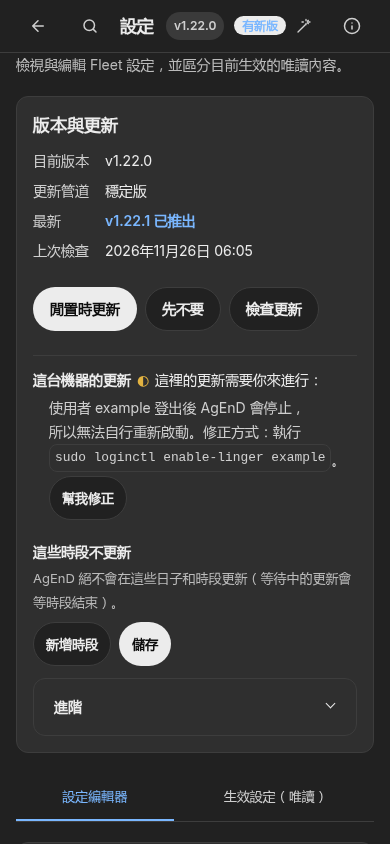 設定 v1.22.0 有新版
檢視與編輯 Fleet 設定，並區分目前生效的唯讀內容。
版本與更新
目前版本 v1.22.0
更新管道 穩定版
最新 v1.22.1 已推出
上次檢查 2026年11月26日 06:05
閒置時更新 先不要 檢查更新
這台機器的更新 這裡的更新需要你來進行：
使用者 example 登出後 AgEnD 會停止，
所以無法自行重新啟動。修正方式：執行
sudo loginctl enable-linger example。
幫我修正
這些時段不更新
AgEnD 絕不會在這些日子和時段更新（等待中的更新會
等時段結束）。
新增時段 儲存
進階
設定編輯器 生效設定（唯讀）